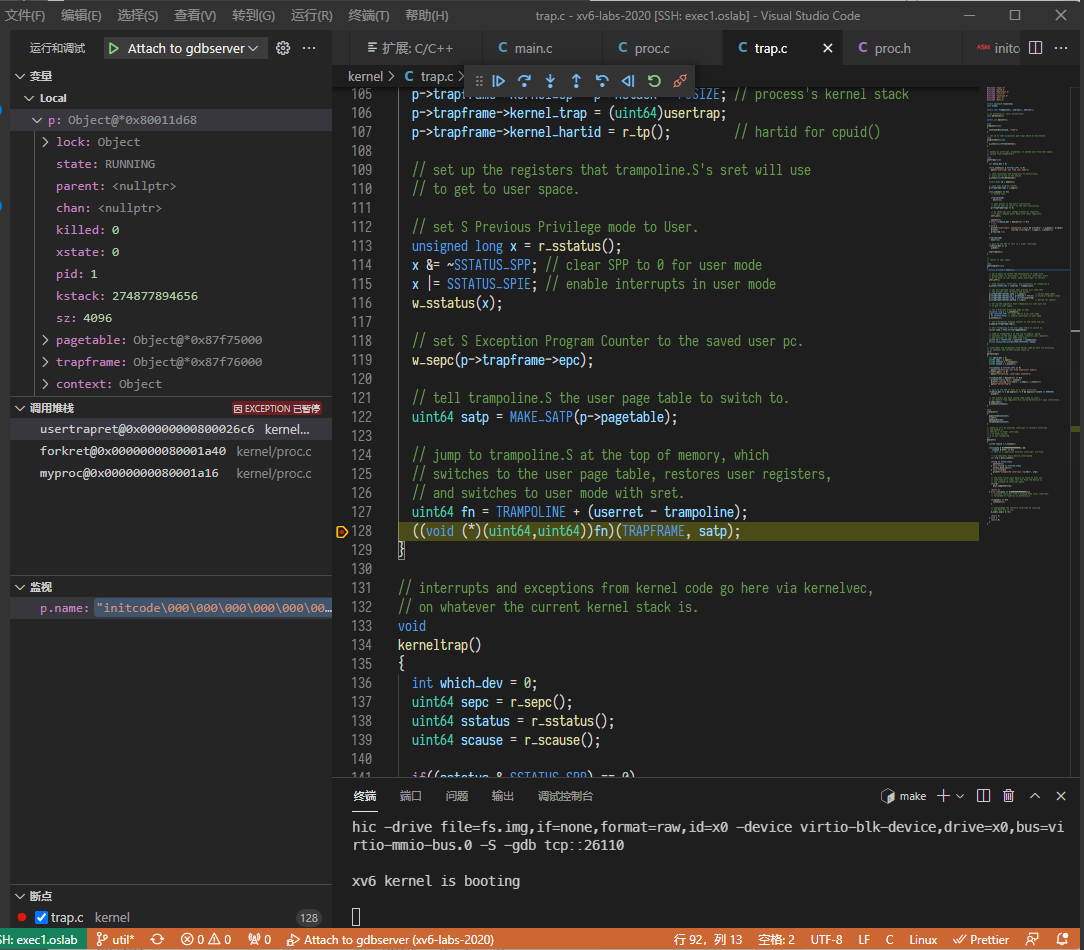 文件(F) 编辑(E) 选择(S) 查看(V) 转到(G) 运行(R) 终端(T) 帮助(H) trap.c - xv6-labs-2020 [SSH: exec1.oslab] - Visual Studio Code
运行和调试 Attach to gdbserver
扩展: C/C++ main.c proc.c trap.c proc.h ASM inito
kernel > C trap.c >
变量
Local
p: Object@*0x80011d68
lock: Object
state: RUNNING
parent: <nullptr>
chan: <nullptr>
killed: 0
xstate: 0
pid: 1
kstack: 274877894656
sz: 4096
pagetable: Object@*0x87f75000
trapframe: Object@*0x87f76000
context: Object
调用堆栈 因 EXCEPTION 已暂停
usertrapret@0x00000000800026c6 kernel...
forkret@0x0000000080001a40 kernel/proc.c
myproc@0x0000000080001a16 kernel/proc.c
监视
p.name: "initcode\000\000\000\000\000\00...
断点
trap.c kernel 128
105 SIZE; // process's kernel stack
106 p->trapframe->kernel_trap = (uint64)usertrap;
107 p->trapframe->kernel_hartid = r_tp(); // hartid for cpuid()
108
109 // set up the registers that trampoline.S's sret will use
110 // to get to user space.
111
112 // set S Previous Privilege mode to User.
113 unsigned long x = r_sstatus();
114 x &= ~SSTATUS_SPP; // clear SPP to 0 for user mode
115 x |= SSTATUS_SPIE; // enable interrupts in user mode
116 w_sstatus(x);
117
118 // set S Exception Program Counter to the saved user pc.
119 w_sepc(p->trapframe->epc);
120
121 // tell trampoline.S the user page table to switch to.
122 uint64 satp = MAKE_SATP(p->pagetable);
123
124 // jump to trampoline.S at the top of memory, which
125 // switches to the user page table, restores user registers,
126 // and switches to user mode with sret.
127 uint64 fn = TRAMPOLINE + (userret - trampoline);
128 ((void (*)(uint64,uint64))fn)(TRAPFRAME, satp);
129 }
130
131 // interrupts and exceptions from kernel code go here via kernelvec,
132 // on whatever the current kernel stack is.
133 void
134 kerneltrap()
135 {
136 int which_dev = 0;
137 uint64 sepc = r_sepc();
138 uint64 sstatus = r_sstatus();
139 uint64 scause = r_scause();
140
141 if((sstatus & SSTATUS_SPP) == 0)
终端 端口 问题 输出 调试控制台 make
hic -drive file=fs.img,if=none,format=raw,id=x0 -device virtio-blk-device,drive=x0,bus=vi
rtio-mmio-bus.0 -S -gdb tcp::26110
xv6 kernel is booting
SH: exec1.oslab util* 0 0 0 Attach to gdbserver (xv6-labs-2020) 行 92，列 13 空格: 2 UTF-8 LF C Linux Prettier